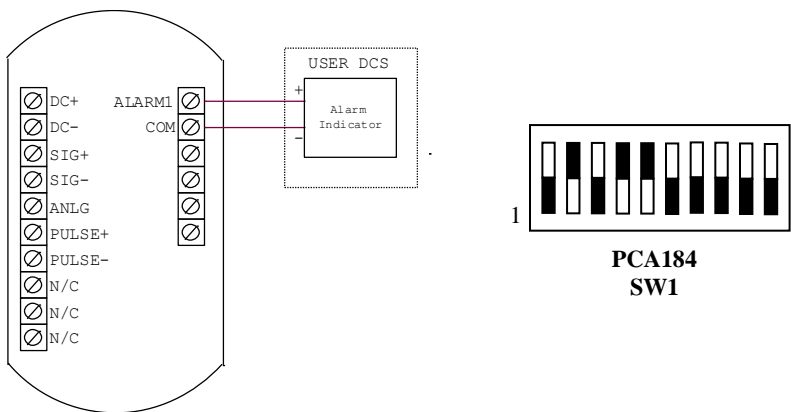 USER DCS
DC+
ALARM1
+
Alarm
Indicator
DC-
COM
-
SIG+
SIG-
ANLG
PULSE+
PULSE-
N/C
N/C
N/C
1
PCA184
SW1